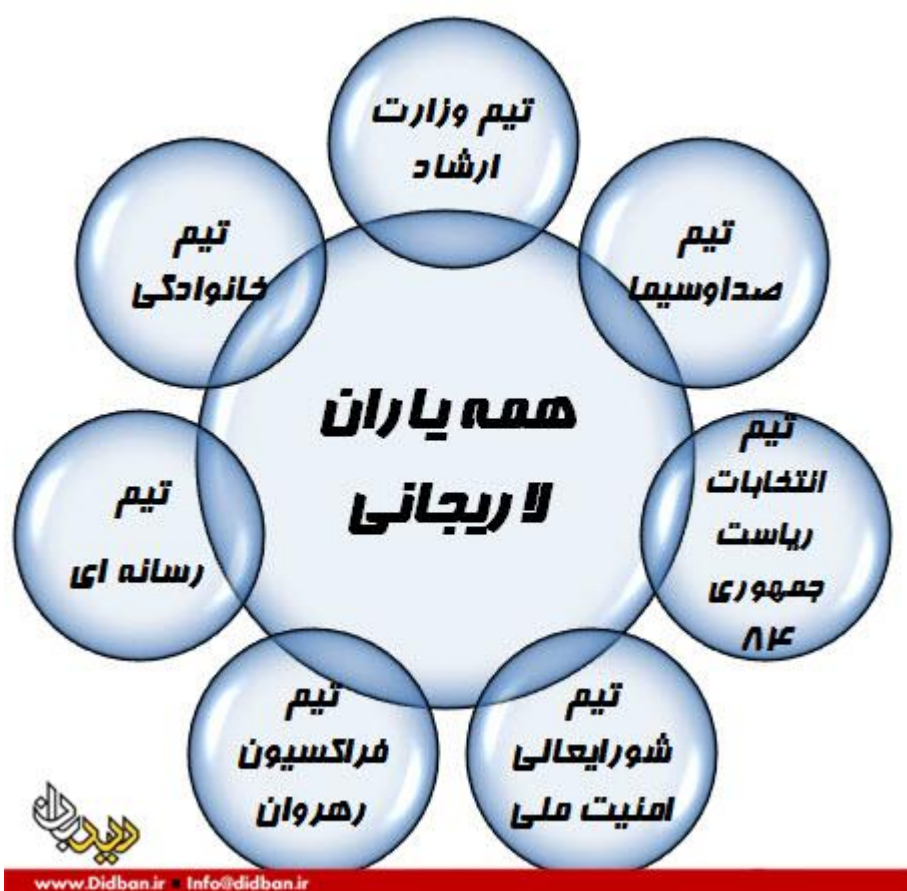 همه یاران
لاریجانی
تیم وزارت
ارشاد
تیم
صداوسیما
تیم
انتخابات
ریاست
جمهوری
۸۴
تیم
شورایعالی
امنیت ملی
تیم
فراکسیون
رهروان
تیم
رسانه ای
تیم
خانوادگی
دیدبان
www.Didban.ir Info@didban.ir